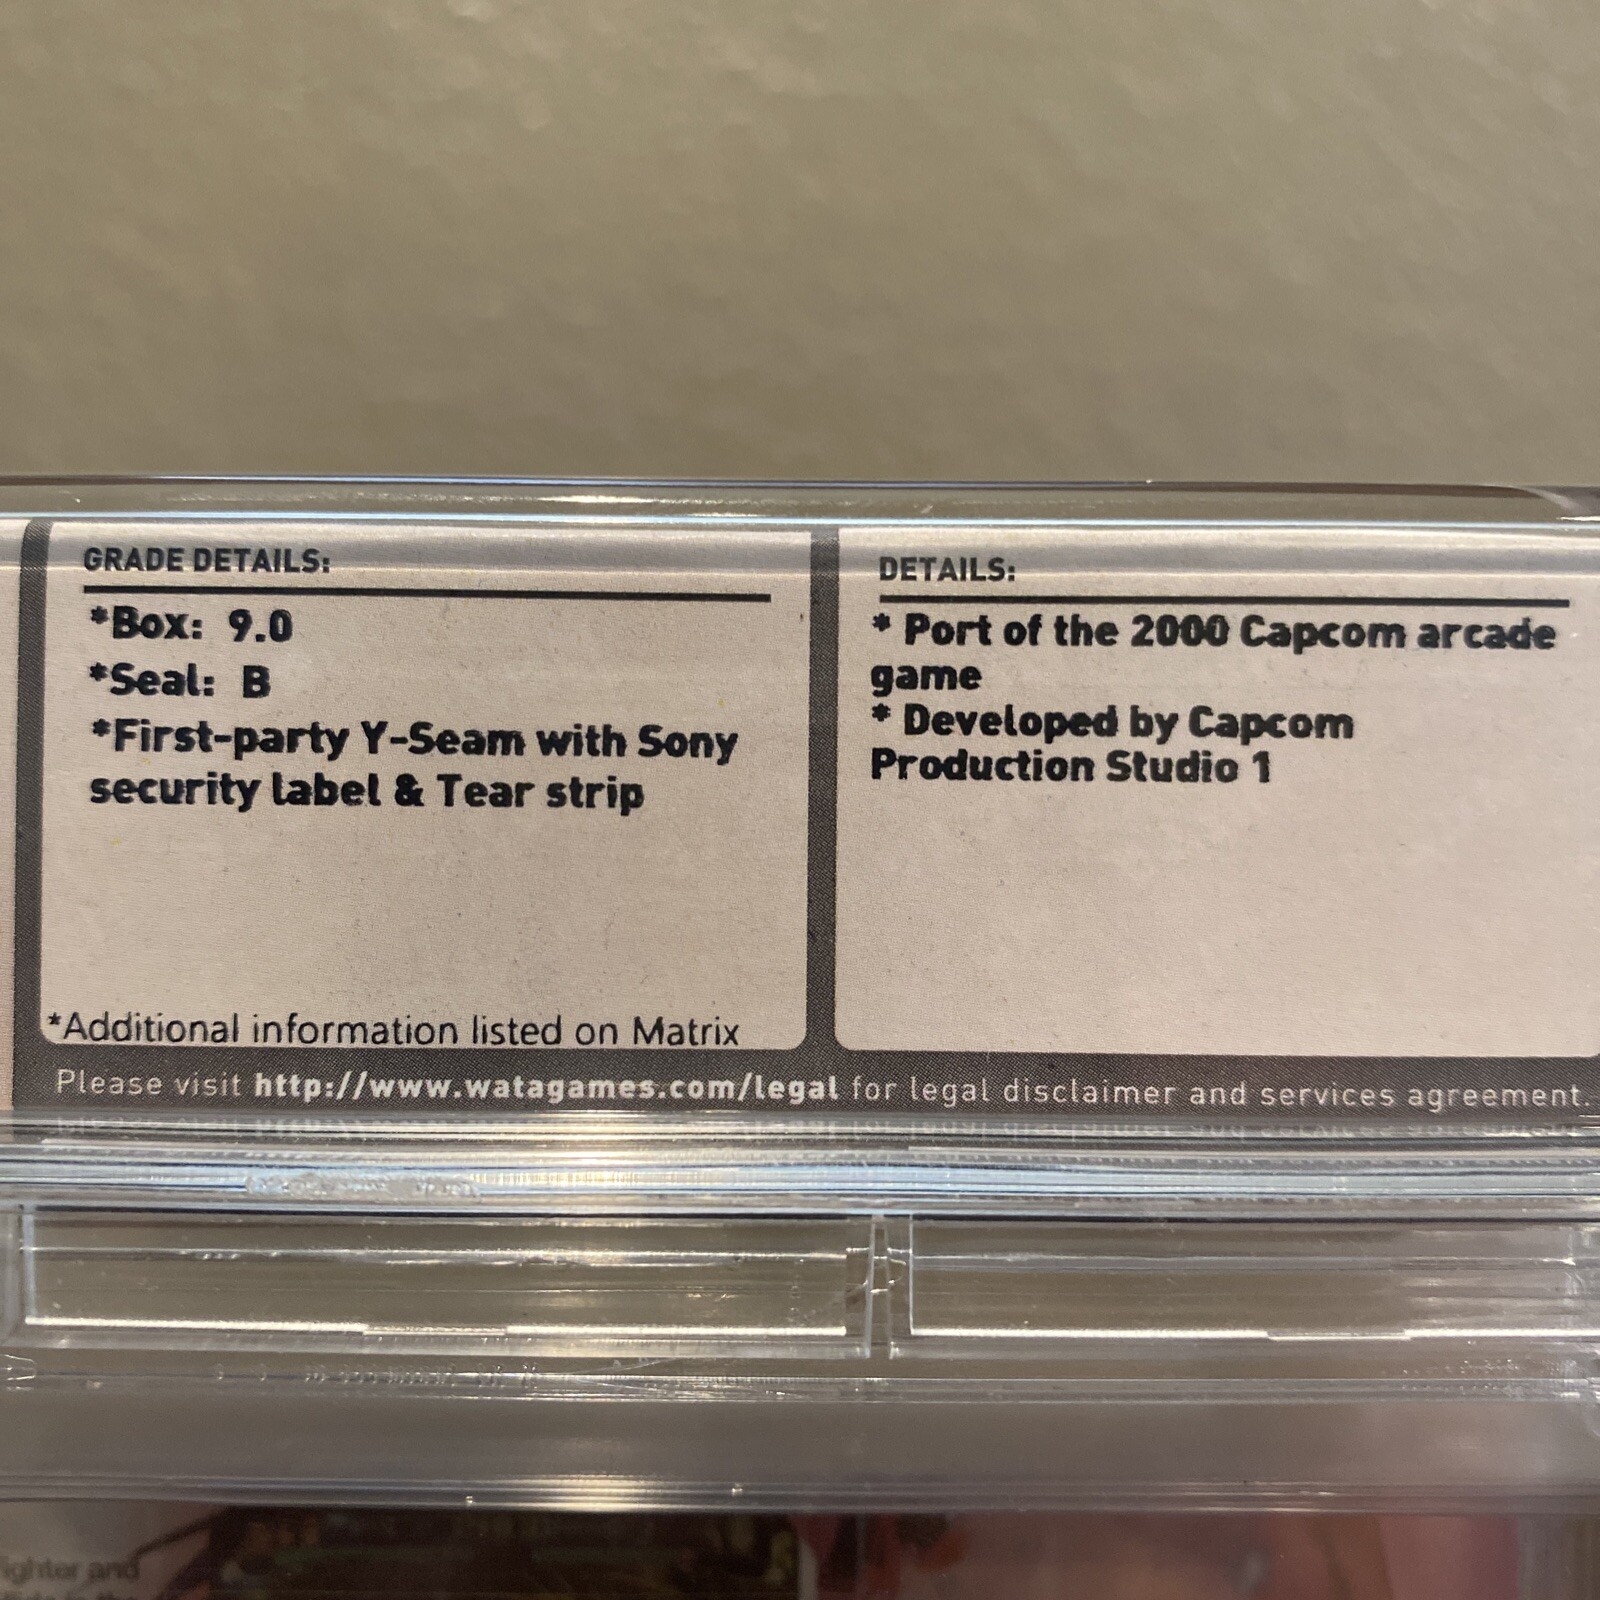 GRADE DETAILS:
*Box: 9.0
*Seal: B
*First-party Y-Seam with Sony
security label & Tear strip
*Additional information listed on Matrix
DETAILS:
* Port of the 2000 Capcom arcade
game
* Developed by Capcom
Production Studio 1
Please visit http://www.watagames.com/legal for legal disclaimer and services agreement.
ighter and